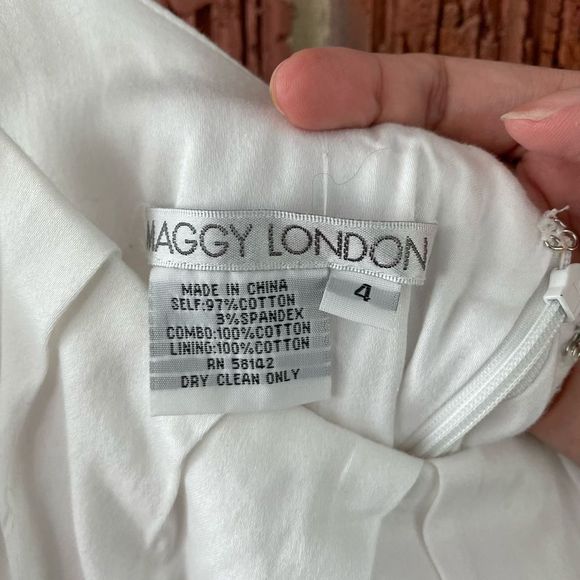 MAGGY LONDON
4
MADE IN CHINA
SELF:97%COTTON
3%SPANDEX
COMBO:100%COTTON
LINING:100%COTTON
RN 58142
DRY CLEAN ONLY